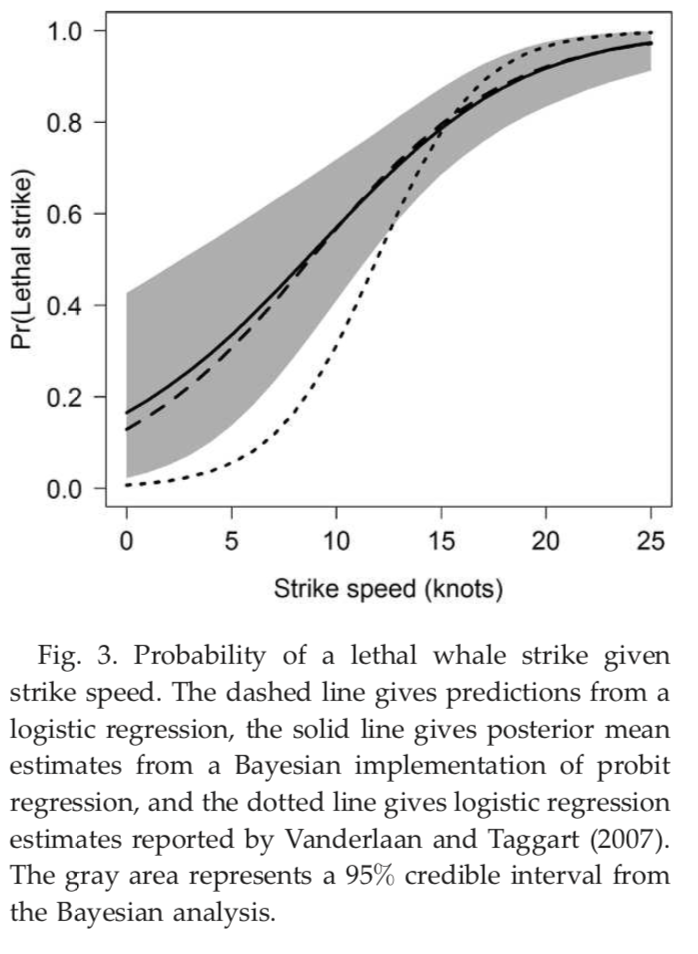 1.0
0.8
0.6
0.4
0.2
0.0
Pr(Lethal strike)
0 5 10 15 20 25
Strike speed (knots)
Fig. 3. Probability of a lethal whale strike given
strike speed. The dashed line gives predictions from a
logistic regression, the solid line gives posterior mean
estimates from a Bayesian implementation of probit
regression, and the dotted line gives logistic regression
estimates reported by Vanderlaan and Taggart (2007).
The gray area represents a 95% credible interval from
the Bayesian analysis.